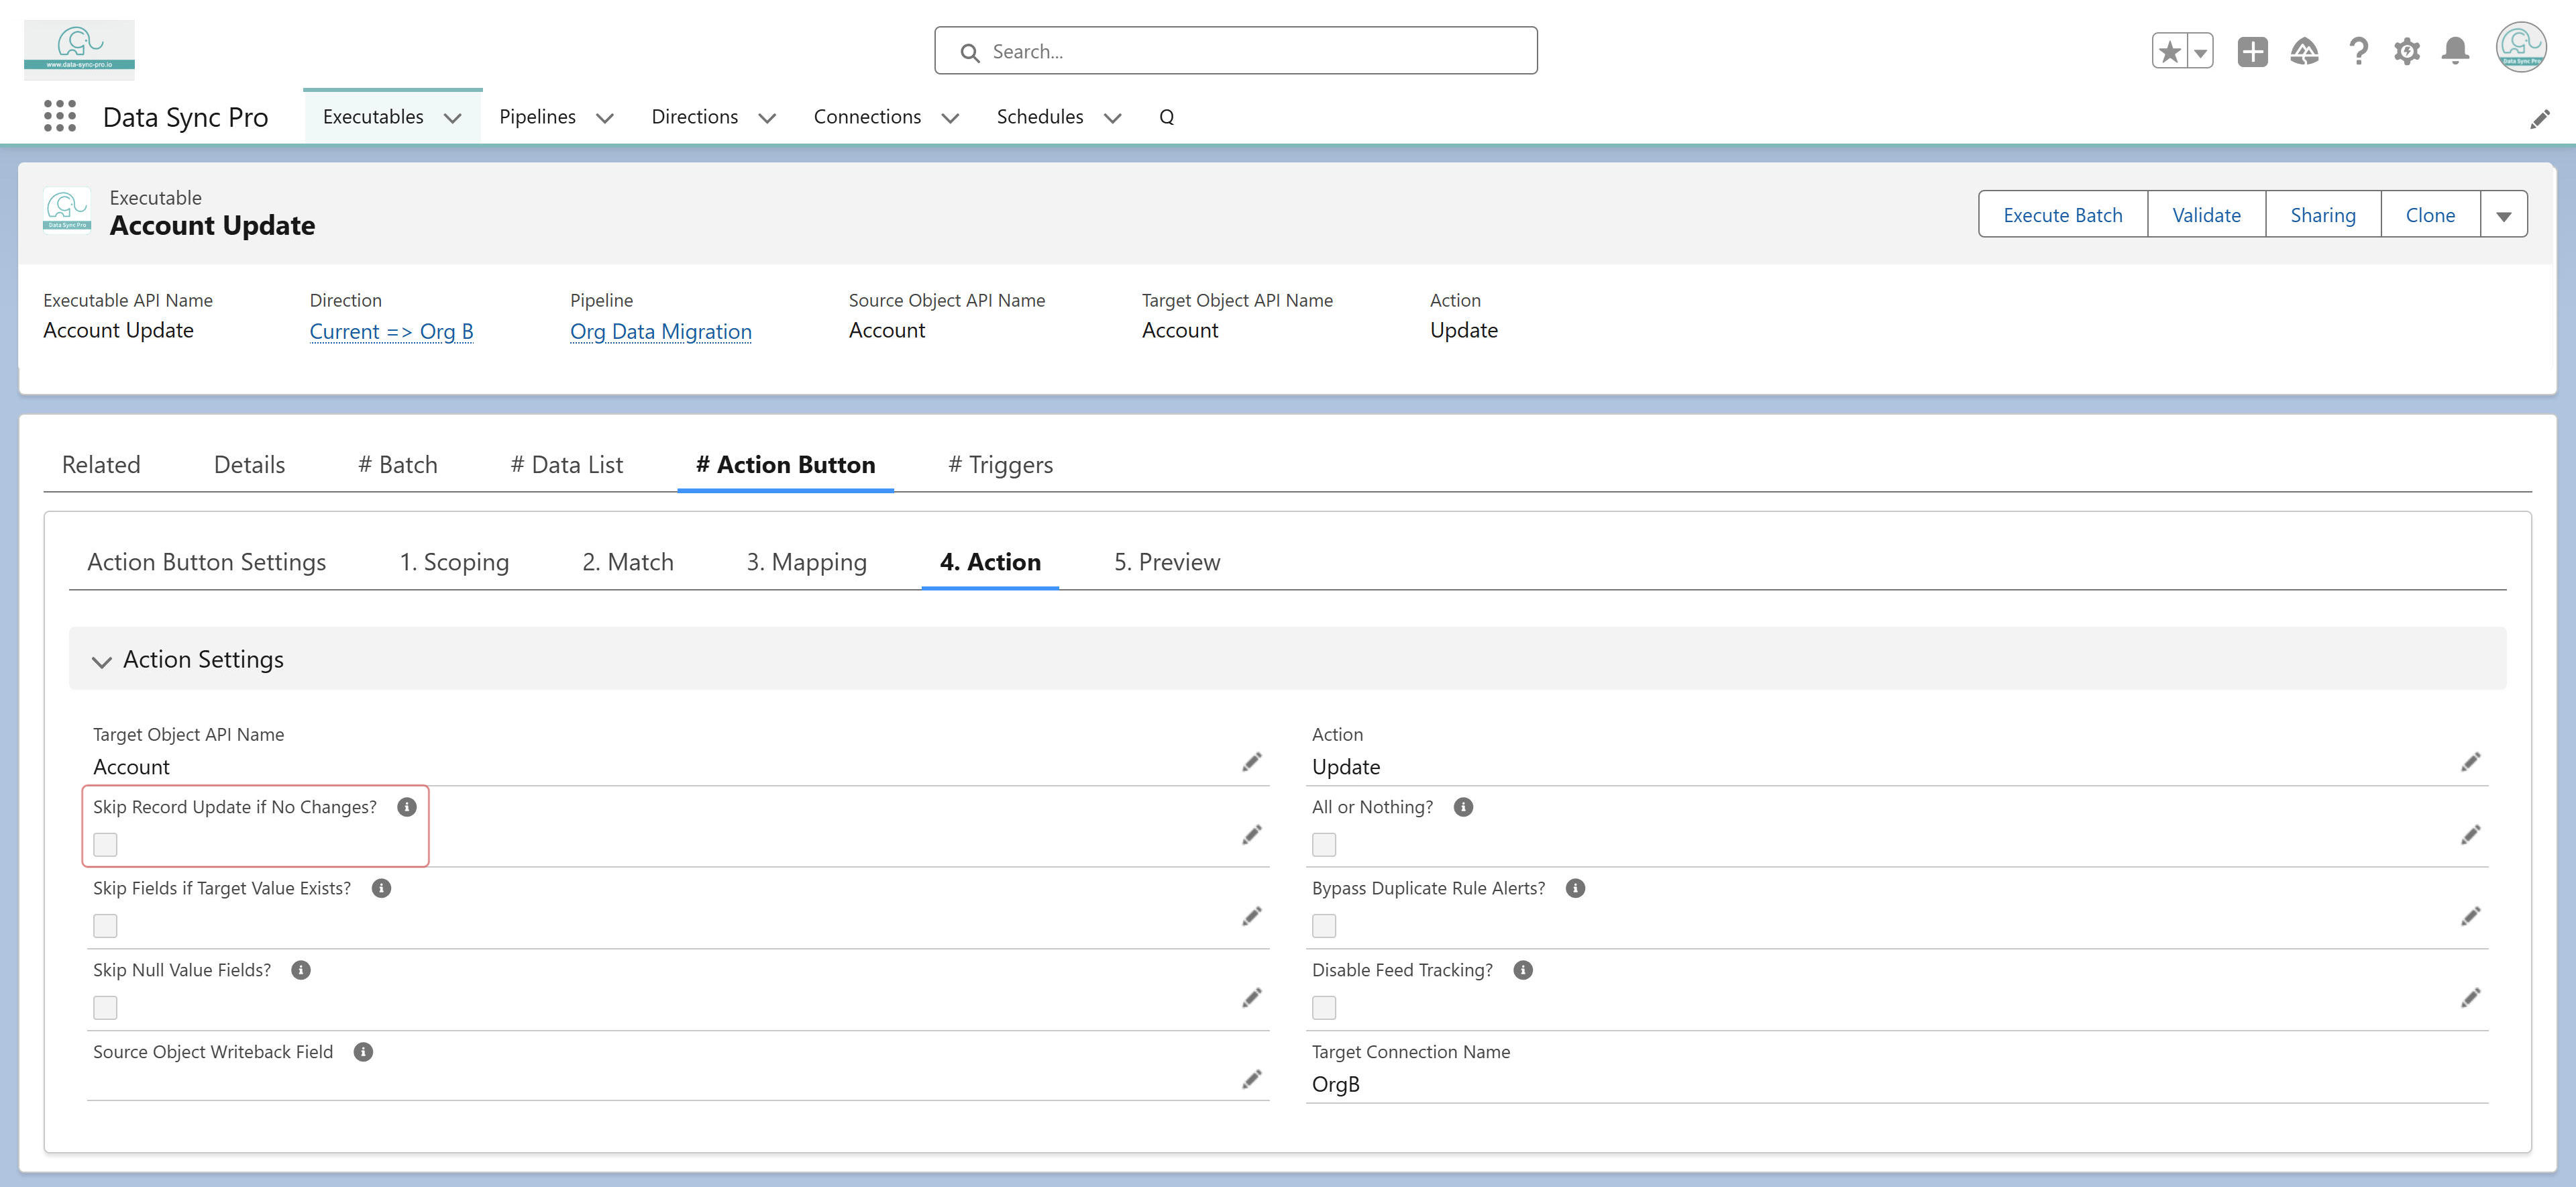 www.data-sync-pro.io
Search...
Data Sync Pro
Data Sync Pro
Executables
Pipelines
Directions
Connections
Schedules
Q
Data Sync Pro
Executable
Account Update
Execute Batch
Validate
Sharing
Clone
Executable API Name
Direction
Pipeline
Source Object API Name
Target Object API Name
Action
Account Update
Current => Org B
Org Data Migration
Account
Account
Update
Related
Details
# Batch
# Data List
# Action Button
# Triggers
Action Button Settings
1. Scoping
2. Match
3. Mapping
4. Action
5. Preview
Action Settings
Target Object API Name
Account
Action
Update
Skip Record Update if No Changes?
All or Nothing?
Skip Fields if Target Value Exists?
Bypass Duplicate Rule Alerts?
Skip Null Value Fields?
Disable Feed Tracking?
Source Object Writeback Field
Target Connection Name
OrgB